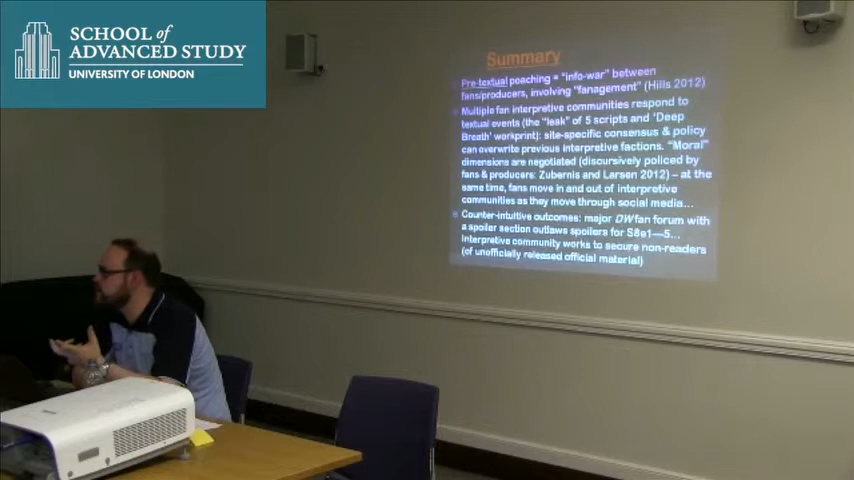 SCHOOL of
ADVANCED STUDY
UNIVERSITY OF LONDON
Summary
Pre-textual poaching = "info-war" between
fans/producers, involving "fanagement" (Hills 2012)
Multiple fan interpretive communities respond to
textual events (the "leak" of 5 scripts and 'Deep
Breath' workprint): site-specific consensus & policy
can overwrite previous interpretive factions. "Moral"
dimensions are negotiated (discursively policed by
fans & producers: Zubernis and Larsen 2012) – at the
same time, fans move in and out of interpretive
communities as they move through social media…
Counter-intuitive outcomes: major DW fan forum with
a spoiler section outlaws spoilers for S8e1—5…
Interpretive community works to secure non-readers
(of unofficially released official material)